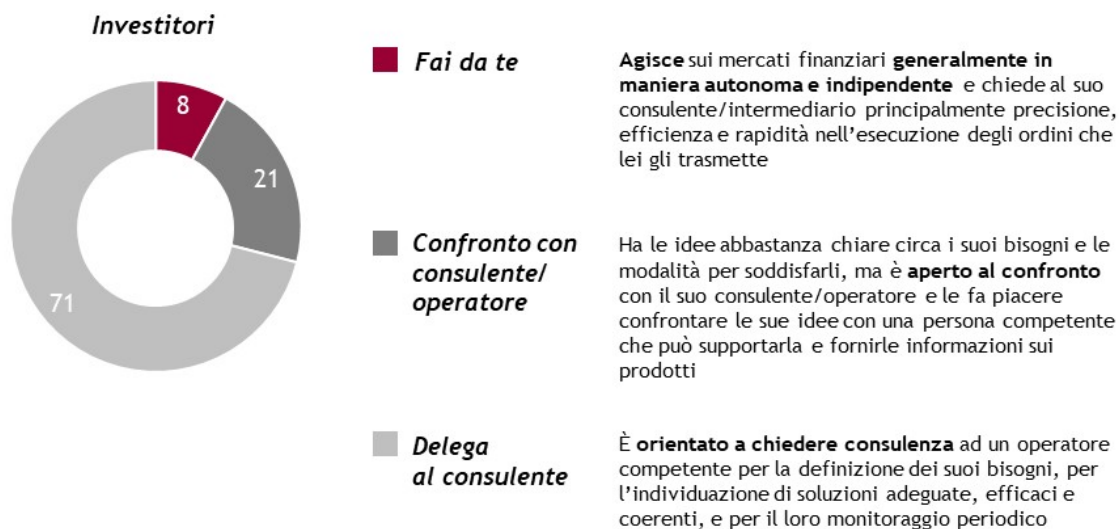 Investitori
8
21
71
Fai da te
Agisce sui mercati finanziari generalmente in
maniera autonoma e indipendente e chiede al suo
consulente/intermediario principalmente precisione,
efficienza e rapidità nell'esecuzione degli ordini che
lei gli trasmette
Confronto con
consulente/
operatore
Ha le idee abbastanza chiare circa i suoi bisogni e le
modalità per soddisfarli, ma è aperto al confronto
con il suo consulente/operatore e le fa piacere
confrontare le sue idee con una persona competente
che può supportarla e fornirle informazioni sui
prodotti
Delega
al consulente
È orientato a chiedere consulenza ad un operatore
competente per la definizione dei suoi bisogni, per
l'individuazione di soluzioni adeguate, efficaci e
coerenti, e per il loro monitoraggio periodico